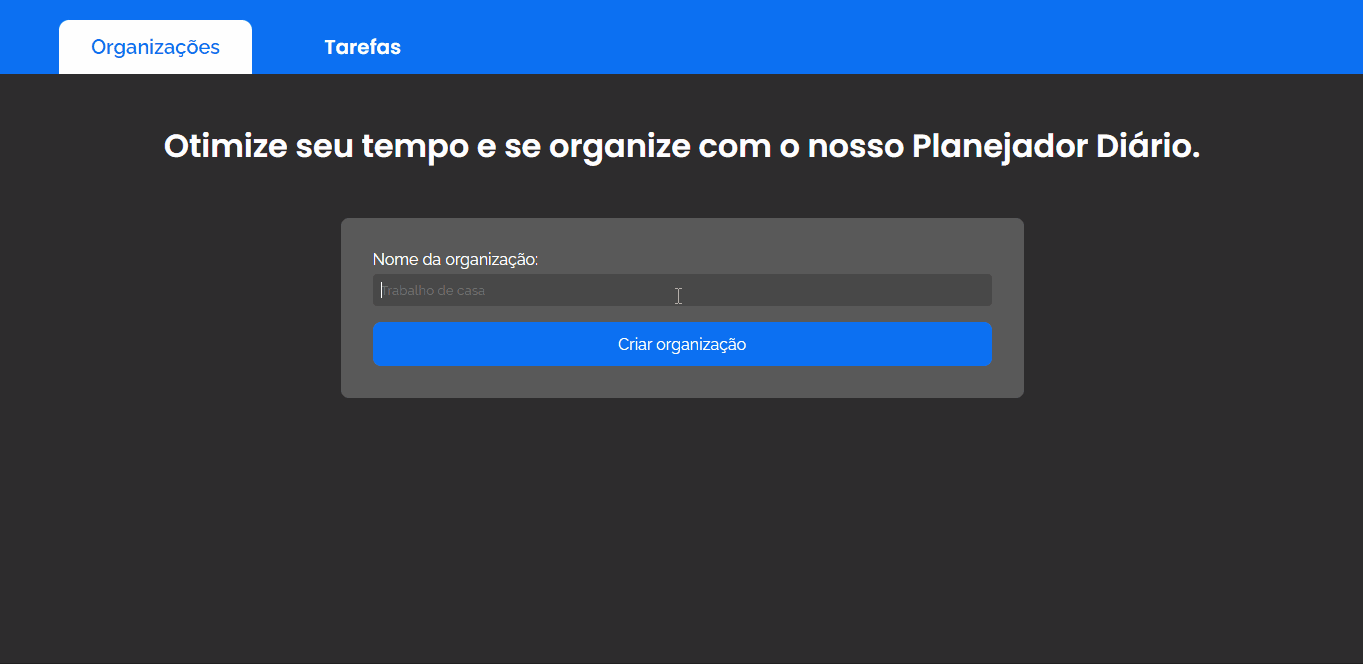 Organizações
Tarefas
Otimize seu tempo e se organize com o nosso Planejador Diário.
Nome da organização:
Trabalho de casa
Criar organização